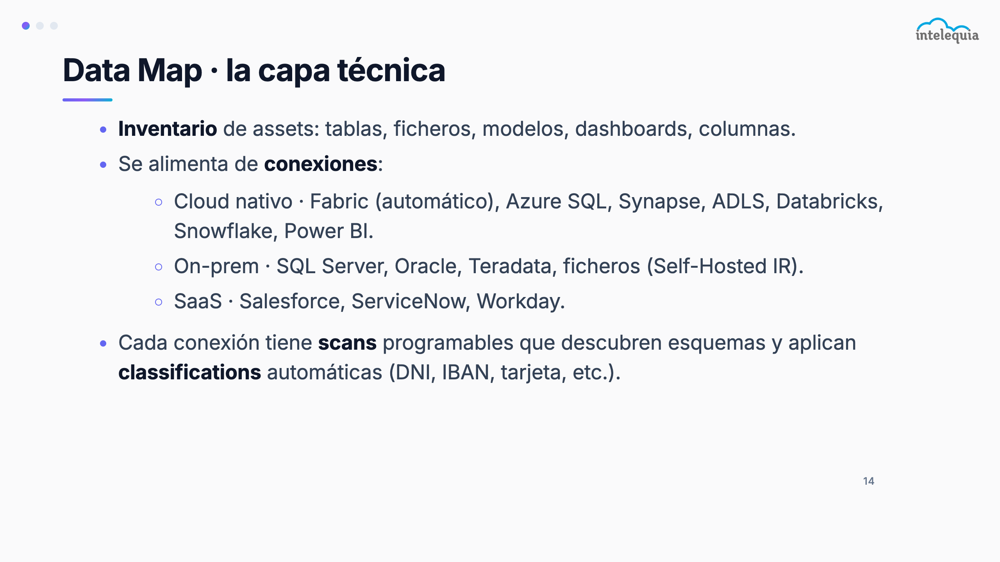 intelequia
Data Map · la capa técnica
Inventario de assets: tablas, ficheros, modelos, dashboards, columnas.
Se alimenta de conexiones:
Cloud nativo · Fabric (automático), Azure SQL, Synapse, ADLS, Databricks,
Snowflake, Power BI.
On-prem · SQL Server, Oracle, Teradata, ficheros (Self-Hosted IR).
SaaS · Salesforce, ServiceNow, Workday.
Cada conexión tiene scans programables que descubren esquemas y aplican
classifications automáticas (DNI, IBAN, tarjeta, etc.).
14